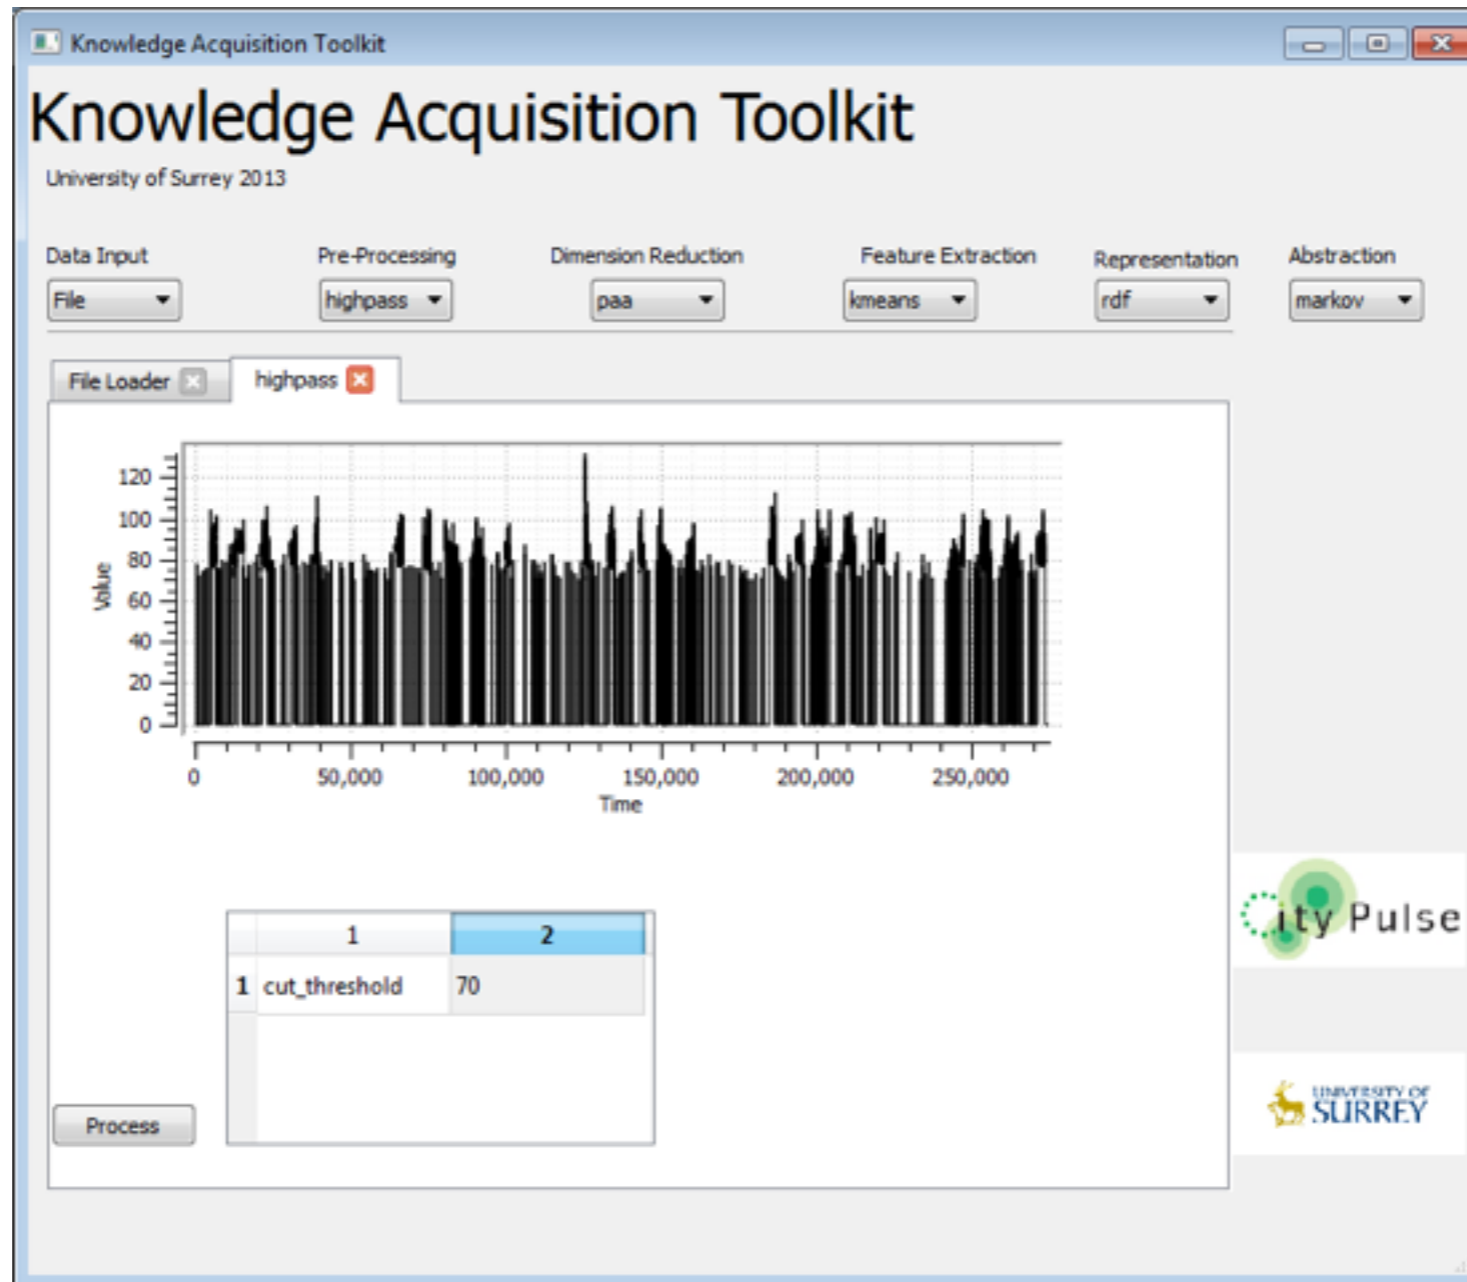 Knowledge Acquisition Toolkit
Knowledge Acquisition Toolkit
University of Surrey 2013
Data Input Pre-Processing Dimension Reduction Feature Extraction Representation Abstraction
File highpass paa kmeans rdf markov
File Loader highpass
120
100
80
60
40
20
0
Value
0 50,000 100,000 150,000 200,000 250,000
Time
City Pulse
1 2
1 cut_threshold 70
UNIVERSITY OF
SURREY
Process